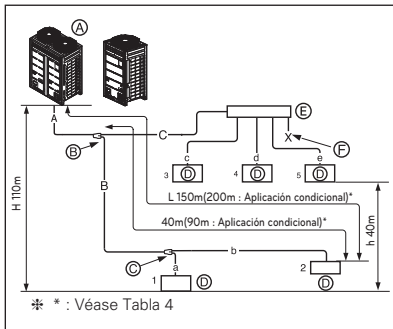 Ⓐ
A
Ⓔ
C
X
Ⓕ
Ⓑ
c
d
e
3 Ⓓ
4 Ⓓ
5 Ⓓ
H 110m
B
L 150m(200m : Aplicación condicional)*
h 40m
40m(90m : Aplicación condicional)*
b
Ⓒ
a
2
1
Ⓓ
Ⓓ
❊ * : Véase Tabla 4